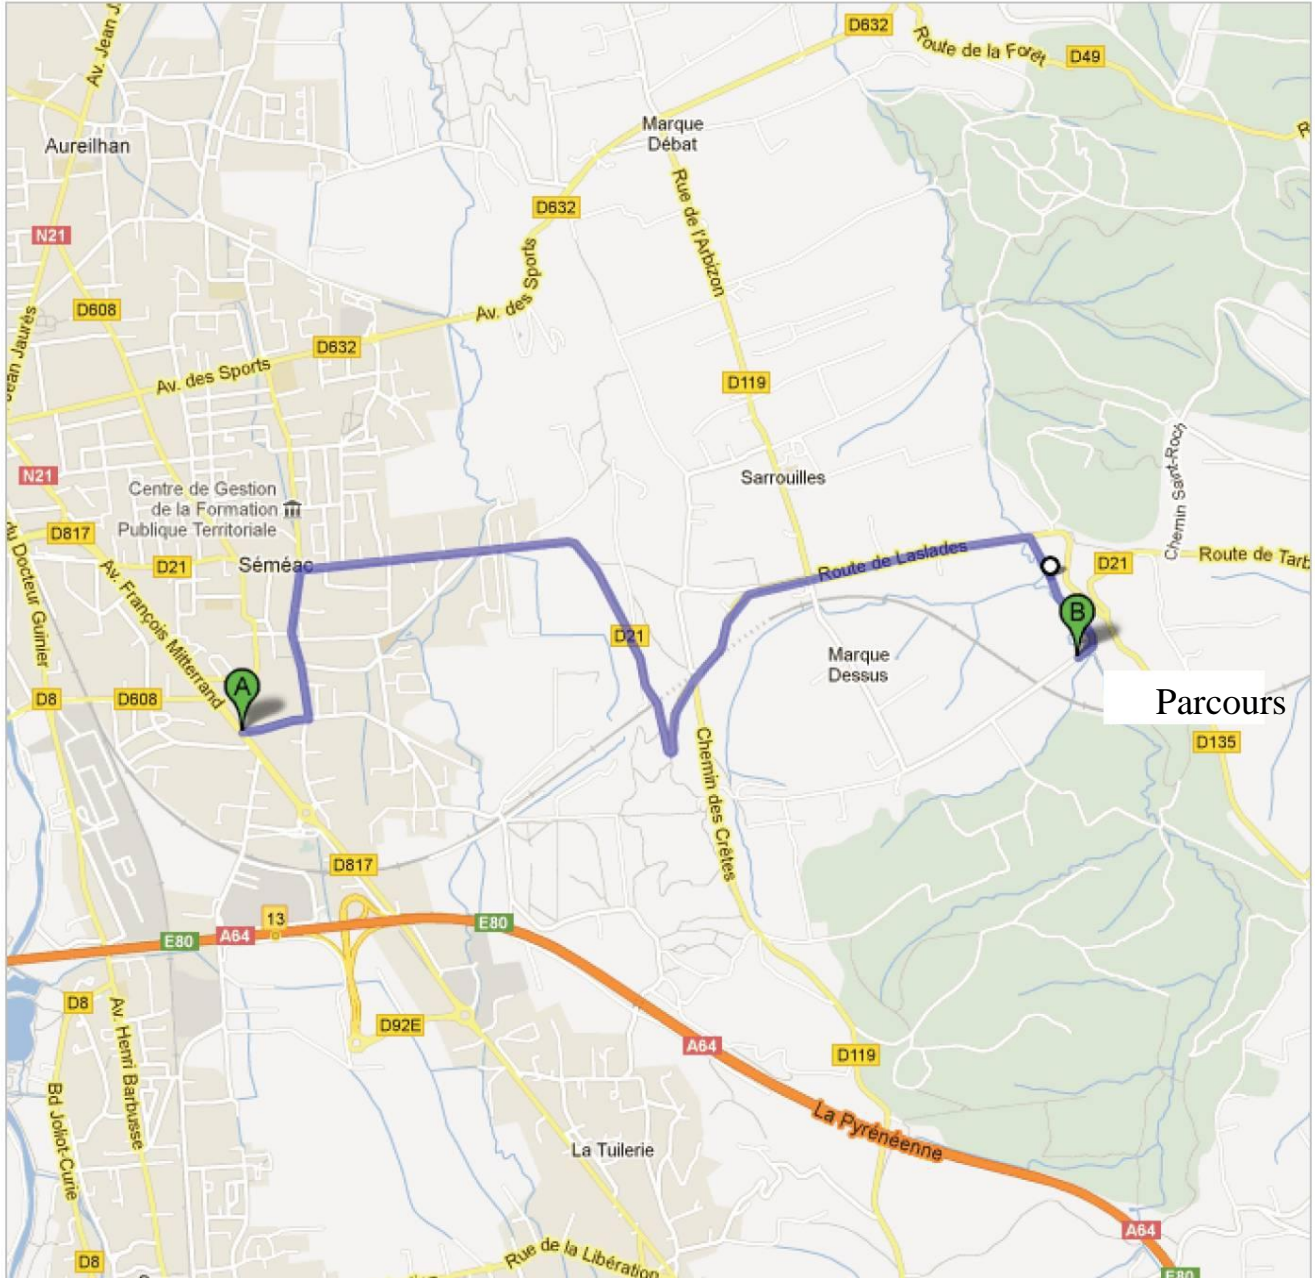 Av. Jean J.
D632
Route de la Forêt
D49
Aureilhan
Marque
Débat
D632
Rue de l'Arbizon
N21
Av. des Sports
D608
Jean Jaurès
D632
Av. des Sports
D119
Chemin Saint-Roch
N21
Sarrouilles
Centre de Gestion
de la Formation
Publique Territoriale
D817
du Docteur Guinier
Av. François Mitterrand
D21
Séméac
Route de Laslades
D21
Route de Tarb
B
D21
Marque
Dessus
A
D8
D608
Parcours
D135
Chemin des Crêtes
D817
13
E80
A64
E80
D8
Av. Henri Barbusse
D92E
A64
D119
Bd Joliot-Curie
La Pyrénéenne
La Tuilerie
A64
D8
Rue de la Libération
E80